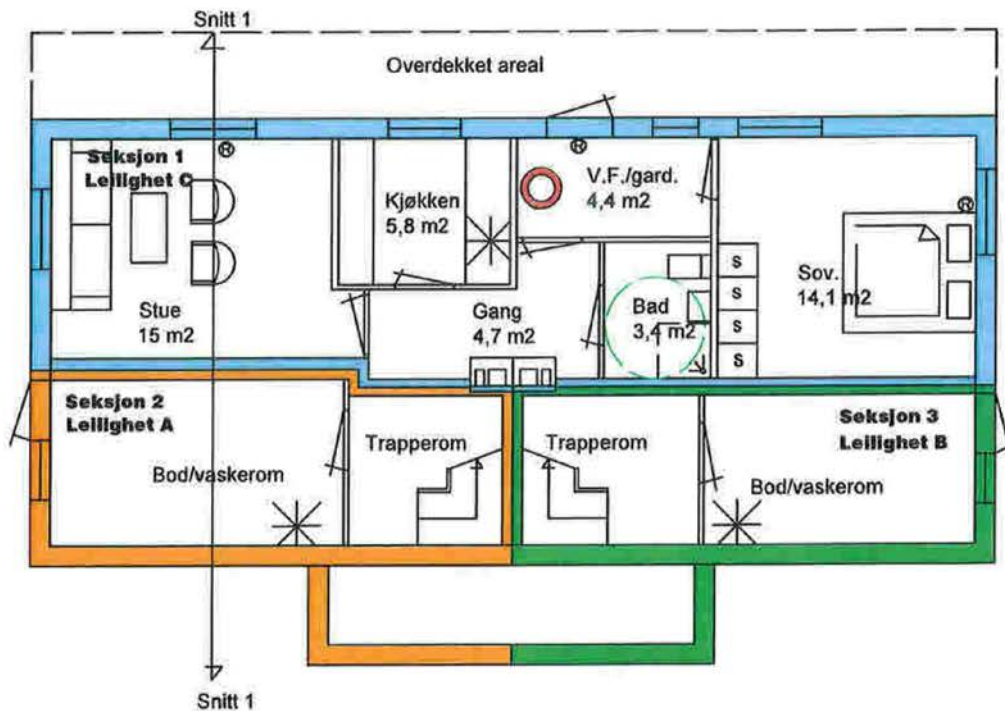 Snitt 1
Overdekket areal
Seksjon 1
Leilighet C
R
R
V.F./gard.
4,4 m2
Kjøkken
5,8 m2
R
Stue
15 m2
Gang
4,7 m2
Bad
3,4 m2
S
S
S
S
Sov.
14,1 m2
Seksjon 2
Leilighet A
Bod/vaskerom
Trapperom
Trapperom
Seksjon 3
Leilighet B
Bod/vaskerom
Snitt 1